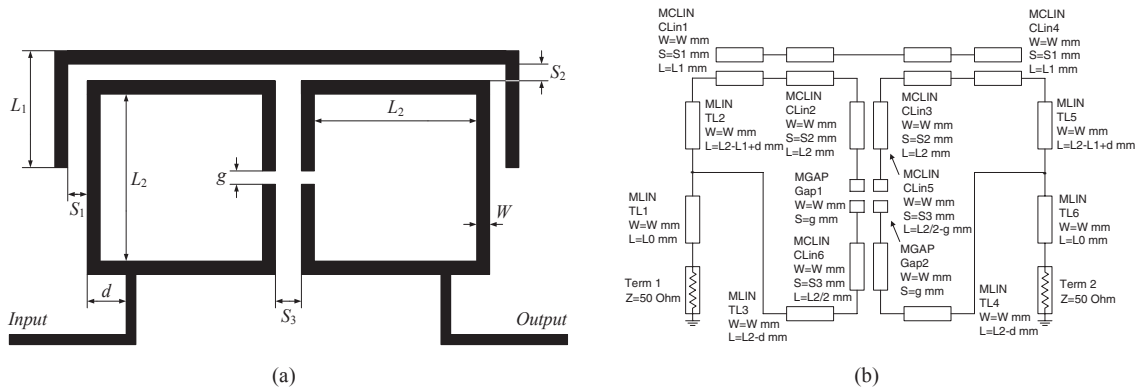 L1
S1
L2
g
L2
S2
W
d
S3
Input
Output
(a)
MCLIN
CLin1
W=W mm
S=S1 mm
L=L1 mm
MCLIN
CLin4
W=W mm
S=S1 mm
L=L1 mm
MLIN
TL2
W=W mm
L=L2-L1+d mm
MCLIN
CLin2
W=W mm
S=S2 mm
L=L2 mm
MCLIN
CLin3
W=W mm
S=S2 mm
L=L2 mm
MLIN
TL5
W=W mm
L=L2-L1+d mm
MGAP
Gap1
W=W mm
S=g mm
MCLIN
CLin5
W=W mm
S=S3 mm
L=L2/2-g mm
MLIN
TL1
W=W mm
L=L0 mm
MCLIN
CLin6
W=W mm
S=S3 mm
L=L2/2 mm
MGAP
Gap2
W=W mm
S=g mm
MLIN
TL6
W=W mm
L=L0 mm
Term 1
Z=50 Ohm
MLIN
TL3
W=W mm
L=L2-d mm
MLIN
TL4
W=W mm
L=L2-d mm
Term 2
Z=50 Ohm
(b)